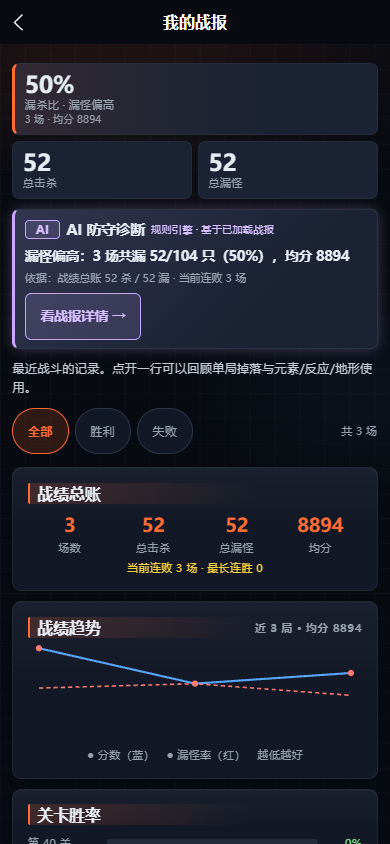 我的战报
50%
漏杀比 · 漏怪偏高
3 场 · 均分 8894
52
总击杀
52
总漏怪
AI AI 防守诊断 规则引擎 · 基于已加载战报
漏怪偏高：3 场共漏 52/104 只（50%），均分 8894
依据：战绩总账 52 杀 / 52 漏 · 当前连败 3 场
看战报详情 →
最近战斗的记录。点开一行可以回顾单局掉落与元素/反应/地形使
用。
全部 胜利 失败 共 3 场
战绩总账
3 52 52 8894
场数 总击杀 总漏怪 均分
当前连败 3 场 · 最长连胜 0
战绩趋势 近 3 局 • 均分 8894
● 分数（蓝） ● 漏怪率（红） 越低越好
关卡胜率
第 40 关 0%